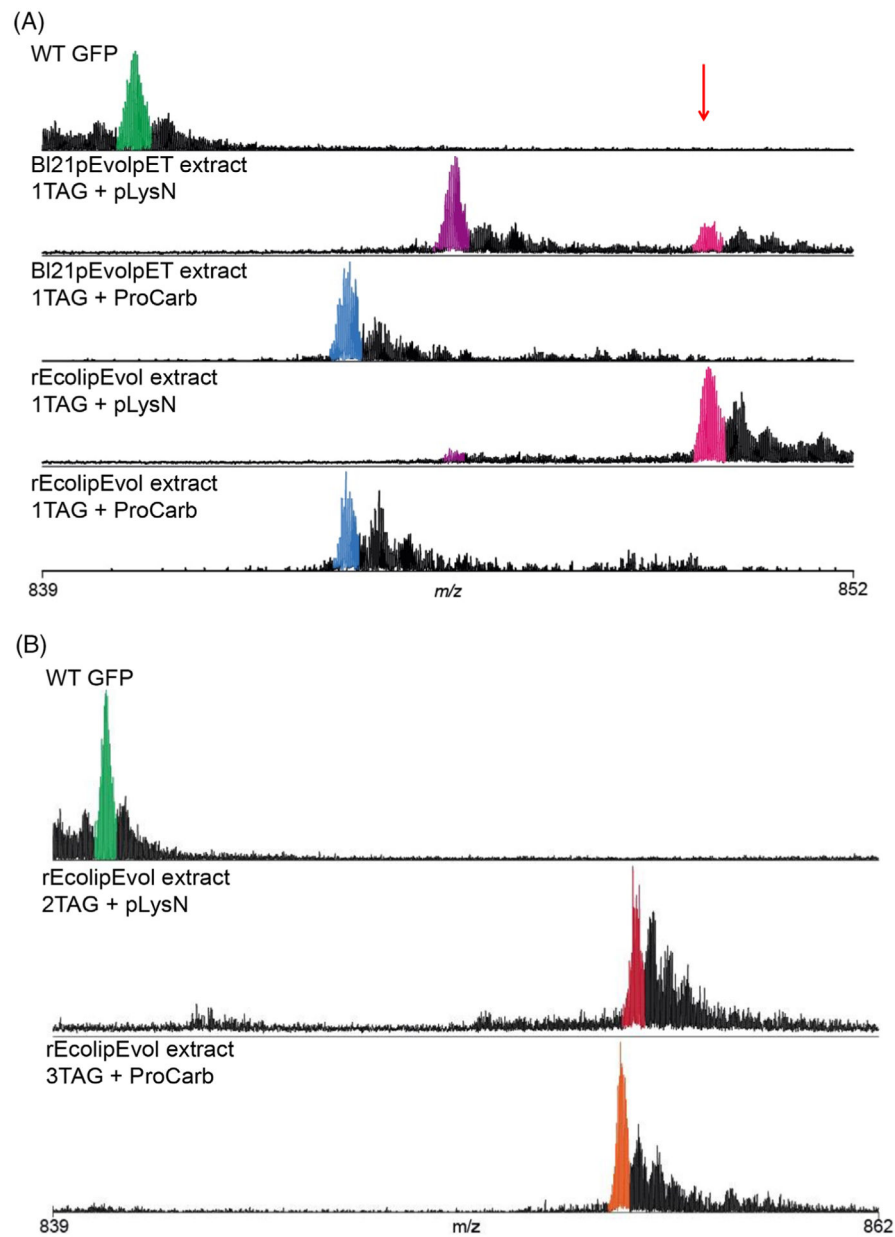 (A)
WT GFP
Bl21pEvolpET extract
1TAG + pLysN
Bl21pEvolpET extract
1TAG + ProCarb
rEcolipEvol extract
1TAG + pLysN
rEcolipEvol extract
1TAG + ProCarb
839 m/z 852
(B)
WT GFP
rEcolipEvol extract
2TAG + pLysN
rEcolipEvol extract
3TAG + ProCarb
839 m/z 862